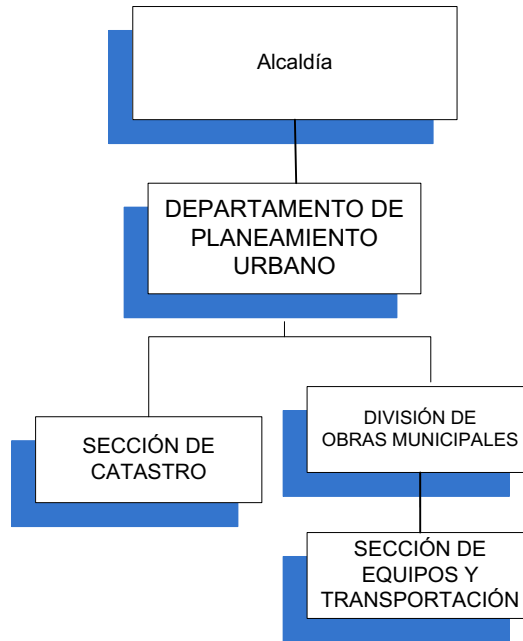 Alcaldía
DEPARTAMENTO DE
PLANEAMIENTO
URBANO
SECCIÓN DE
CATASTRO
DIVISIÓN DE
OBRAS MUNICIPALES
SECCIÓN DE
EQUIPOS Y
TRANSPORTACIÓN